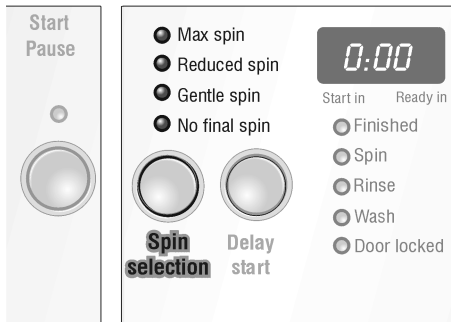 Start
Pause
Max spin
Reduced spin
Gentle spin
No final spin
0:00
Start in Ready in
Finished
Spin
Rinse
Wash
Door locked
Spin
selection
Delay
start